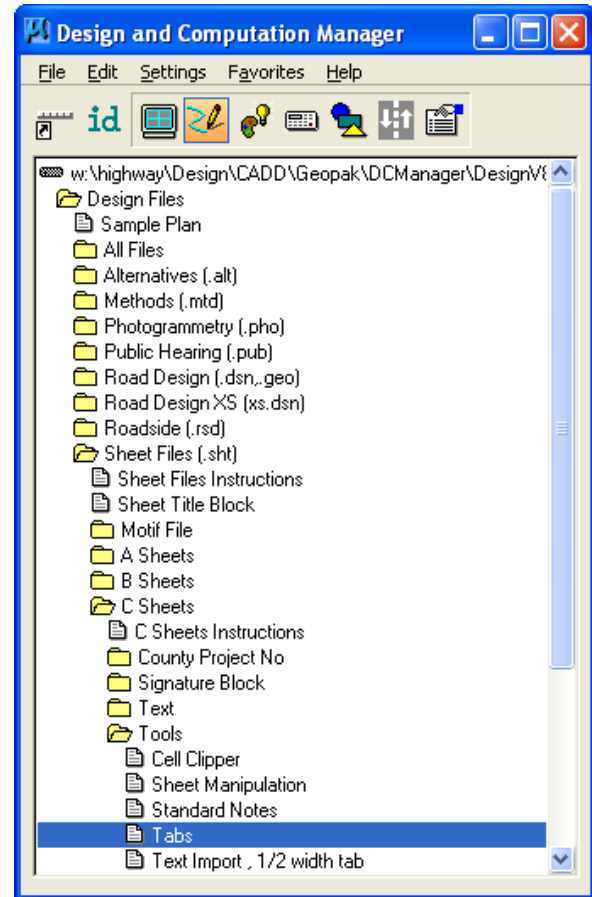 Design and Computation Manager
File Edit Settings Favorites Help
id
w:\highway\Design\CADD\Geopak\DCManager\DesignV8
Design Files
Sample Plan
All Files
Alternatives (.alt)
Methods (.mtd)
Photogrammetry (.pho)
Public Hearing (.pub)
Road Design (.dsn,.geo)
Road Design XS (xs.dsn)
Roadside (.rsd)
Sheet Files (.sht)
Sheet Files Instructions
Sheet Title Block
Motif File
A Sheets
B Sheets
C Sheets
C Sheets Instructions
County Project No
Signature Block
Text
Tools
Cell Clipper
Sheet Manipulation
Standard Notes
Tabs
Text Import , 1/2 width tab